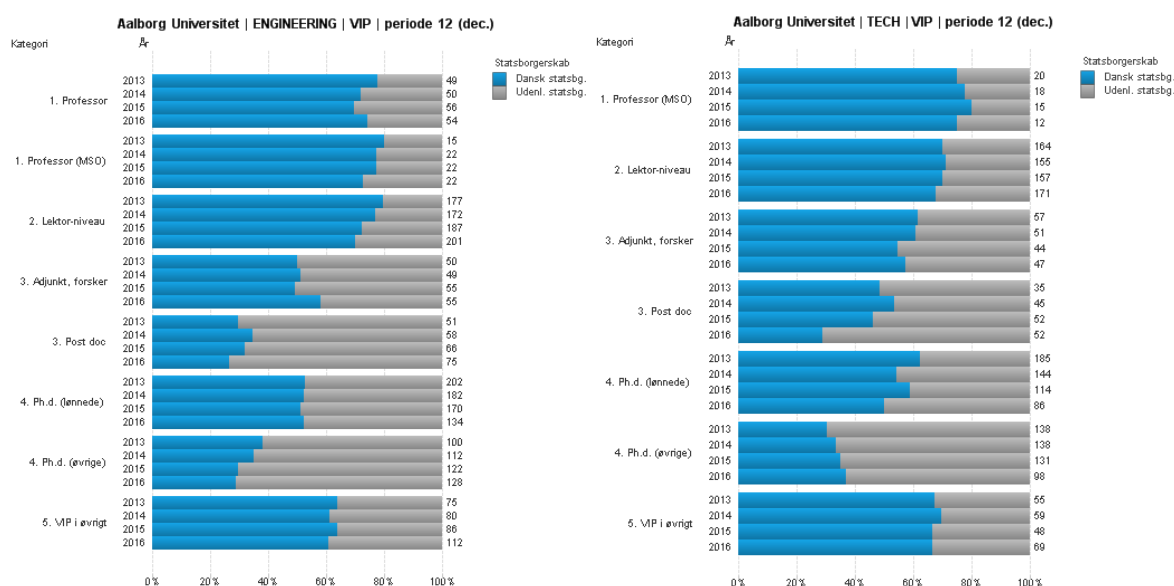 Aalborg Universitet | ENGINEERING | VIP | periode 12 (dec.)
Kategori
År
Statsborgerskab
Dansk statsbg.
Udenl. statsbg.
1. Professor
2013 49
2014 50
2015 56
2016 54
1. Professor (MSO)
2013 15
2014 22
2015 22
2016 22
2. Lektor-niveau
2013 177
2014 172
2015 187
2016 201
3. Adjunkt, forsker
2013 50
2014 49
2015 55
2016 55
3. Post doc
2013 51
2014 58
2015 66
2016 75
4. Ph.d. (lønnede)
2013 202
2014 182
2015 170
2016 134
4. Ph.d. (øvrige)
2013 100
2014 112
2015 122
2016 128
5. VIP i øvrigt
2013 75
2014 80
2015 86
2016 112
0% 20% 40% 60% 80% 100%
Aalborg Universitet | TECH | VIP | periode 12 (dec.)
Kategori
År
Statsborgerskab
Dansk statsbg.
Udenl. statsbg.
1. Professor (MSO)
2013 20
2014 18
2015 15
2016 12
2. Lektor-niveau
2013 164
2014 155
2015 157
2016 171
3. Adjunkt, forsker
2013 57
2014 51
2015 44
2016 47
3. Post doc
2013 35
2014 45
2015 52
2016 52
4. Ph.d. (lønnede)
2013 185
2014 144
2015 114
2016 86
4. Ph.d. (øvrige)
2013 138
2014 138
2015 131
2016 98
5. VIP i øvrigt
2013 55
2014 59
2015 48
2016 69
0% 20% 40% 60% 80% 100%